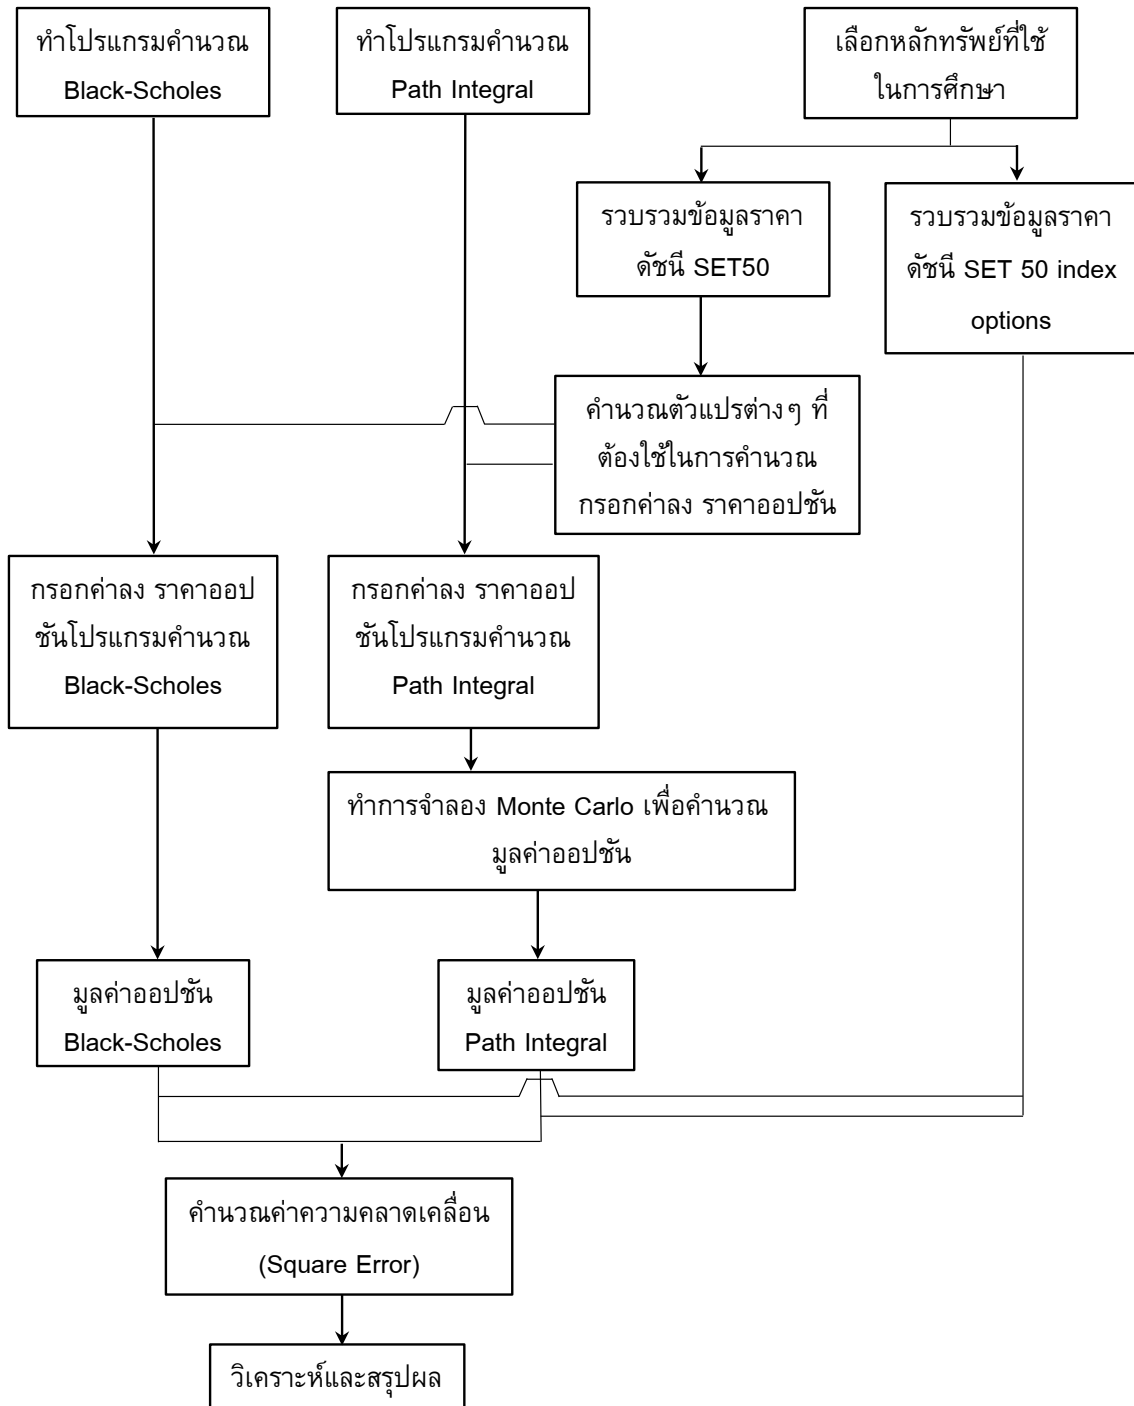 ทำโปรแกรมคำนวณ
Black-Scholes
ทำโปรแกรมคำนวณ
Path Integral
เลือกหลักทรัพย์ที่ใช้
ในการศึกษา
รวบรวมข้อมูลราคา
ดัชนี SET50
รวบรวมข้อมูลราคา
ดัชนี SET 50 index
options
คำนวณตัวแปรต่างๆ ที่
ต้องใช้ในการคำนวณ
กรอกค่าลง ราคาออปชัน
กรอกค่าลง ราคาออป
ชันโปรแกรมคำนวณ
Black-Scholes
กรอกค่าลง ราคาออป
ชันโปรแกรมคำนวณ
Path Integral
ทำการจำลอง Monte Carlo เพื่อคำนวณ
มูลค่าออปชัน
มูลค่าออปชัน
Black-Scholes
มูลค่าออปชัน
Path Integral
คำนวณค่าความคลาดเคลื่อน
(Square Error)
วิเคราะห์และสรุปผล